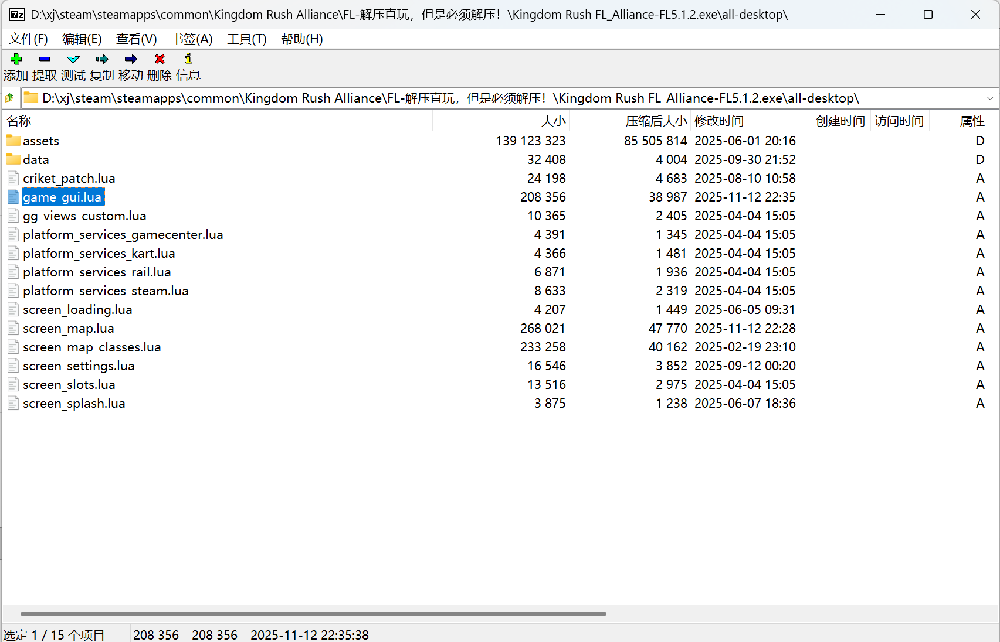 7z D:\xj\steam\steamapps\common\Kingdom Rush Alliance\FL-解压直玩，但是必须解压！\Kingdom Rush FL_Alliance-FL5.1.2.exe\all-desktop\
文件(F) 编辑(E) 查看(V) 书签(A) 工具(T) 帮助(H)
添加 提取 测试 复制 移动 删除 信息
D:\xj\steam\steamapps\common\Kingdom Rush Alliance\FL-解压直玩，但是必须解压！\Kingdom Rush FL_Alliance-FL5.1.2.exe\all-desktop\
名称 大小 压缩后大小 修改时间 创建时间 访问时间 属性
assets 139 123 323 85 505 814 2025-06-01 20:16 D
data 32 408 4 004 2025-09-30 21:52 D
criket_patch.lua 24 198 4 683 2025-08-10 10:58 A
game_gui.lua 208 356 38 987 2025-11-12 22:35 A
gg_views_custom.lua 10 365 2 405 2025-04-04 15:05 A
platform_services_gamecenter.lua 4 391 1 345 2025-04-04 15:05 A
platform_services_kart.lua 4 366 1 481 2025-04-04 15:05 A
platform_services_rail.lua 6 871 1 936 2025-04-04 15:05 A
platform_services_steam.lua 8 633 2 319 2025-04-04 15:05 A
screen_loading.lua 4 207 1 449 2025-06-05 09:31 A
screen_map.lua 268 021 47 770 2025-11-12 22:28 A
screen_map_classes.lua 233 258 40 162 2025-02-19 23:10 A
screen_settings.lua 16 546 3 852 2025-09-12 00:20 A
screen_slots.lua 13 516 2 975 2025-04-04 15:05 A
screen_splash.lua 3 875 1 238 2025-06-07 18:36 A
选定 1 / 15 个项目 208 356 208 356 2025-11-12 22:35:38